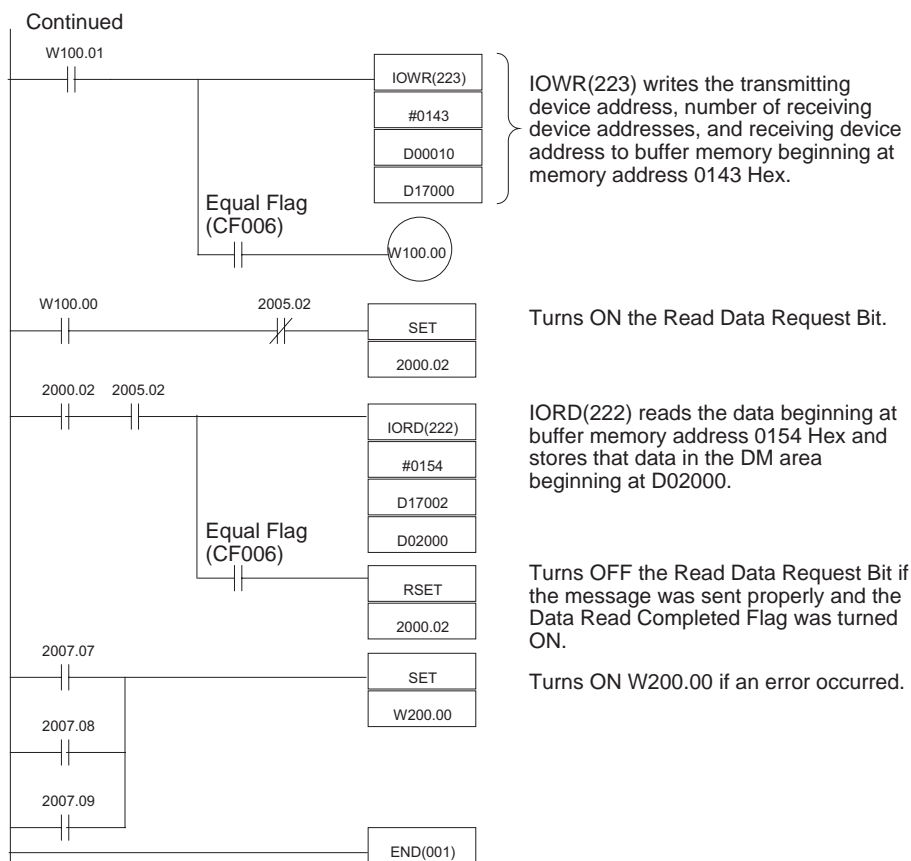 Continued
W100.01
IOWR(223)
#0143
D00010
D17000
IOWR(223) writes the transmitting
device address, number of receiving
device addresses, and receiving device
address to buffer memory beginning at
memory address 0143 Hex.
Equal Flag
(CF006)
W100.00
W100.00
2005.02
SET
2000.02
Turns ON the Read Data Request Bit.
2000.02
2005.02
IORD(222)
#0154
D17002
D02000
IORD(222) reads the data beginning at
buffer memory address 0154 Hex and
stores that data in the DM area
beginning at D02000.
Equal Flag
(CF006)
RSET
2000.02
Turns OFF the Read Data Request Bit if
the message was sent properly and the
Data Read Completed Flag was turned
ON.
2007.07
SET
W200.00
Turns ON W200.00 if an error occurred.
2007.08
2007.09
END(001)